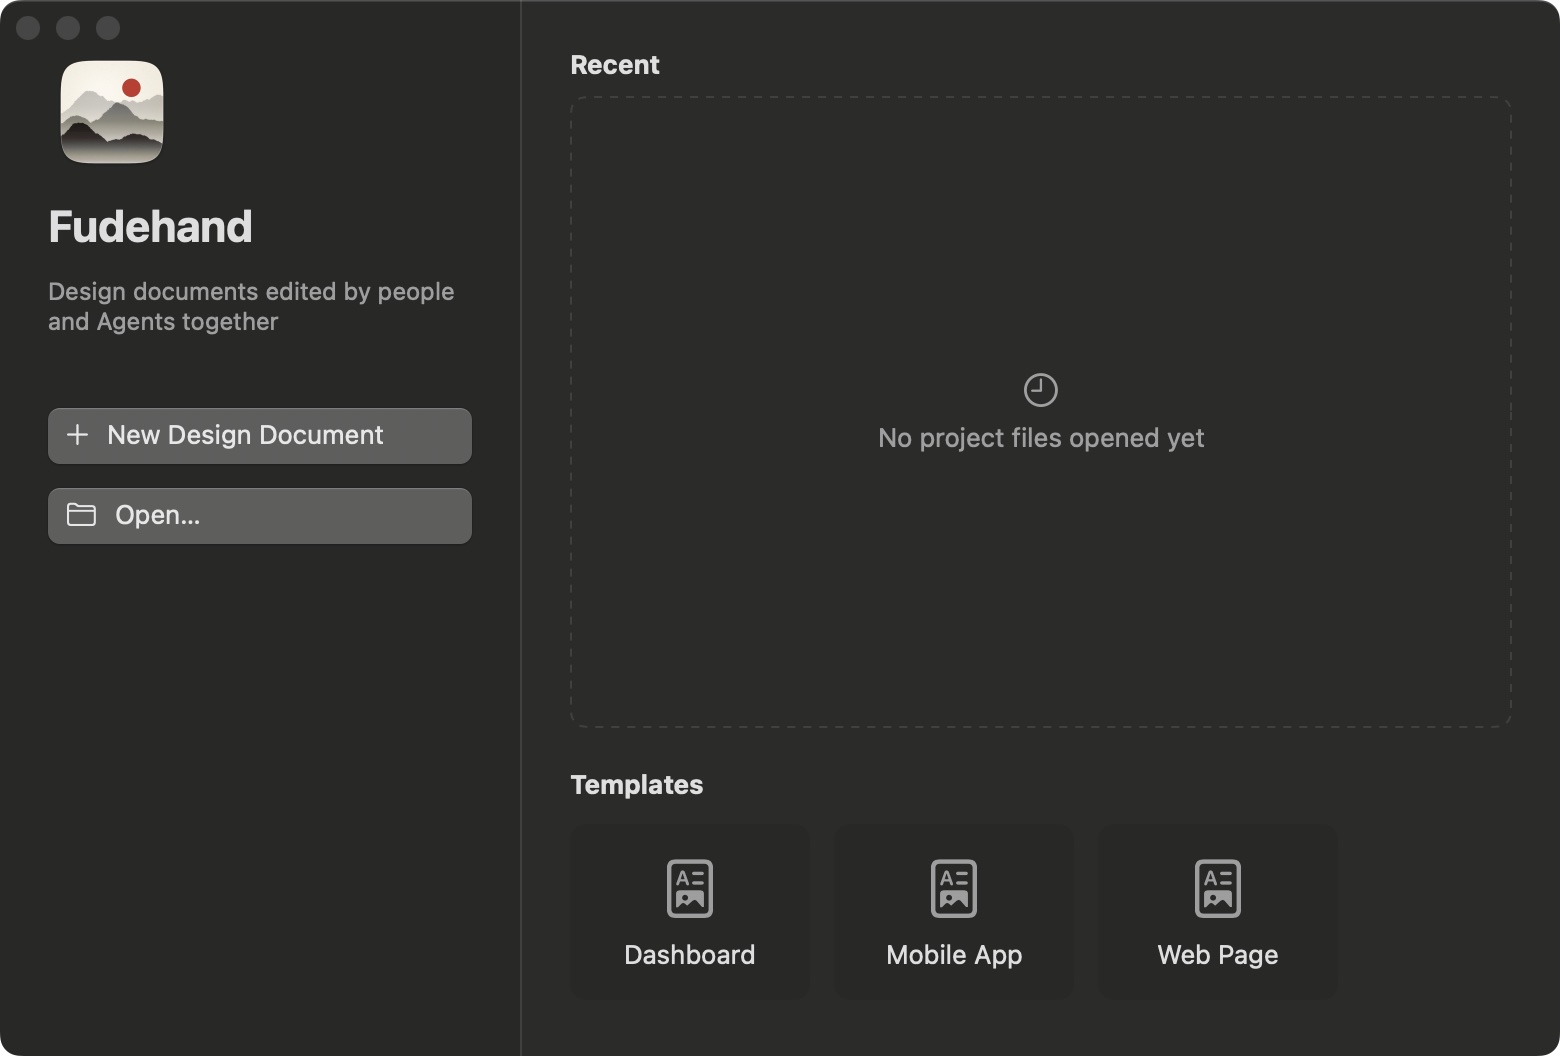 Fudehand
Design documents edited by people
and Agents together
New Design Document
Open...
Recent
No project files opened yet
Templates
Dashboard
Mobile App
Web Page